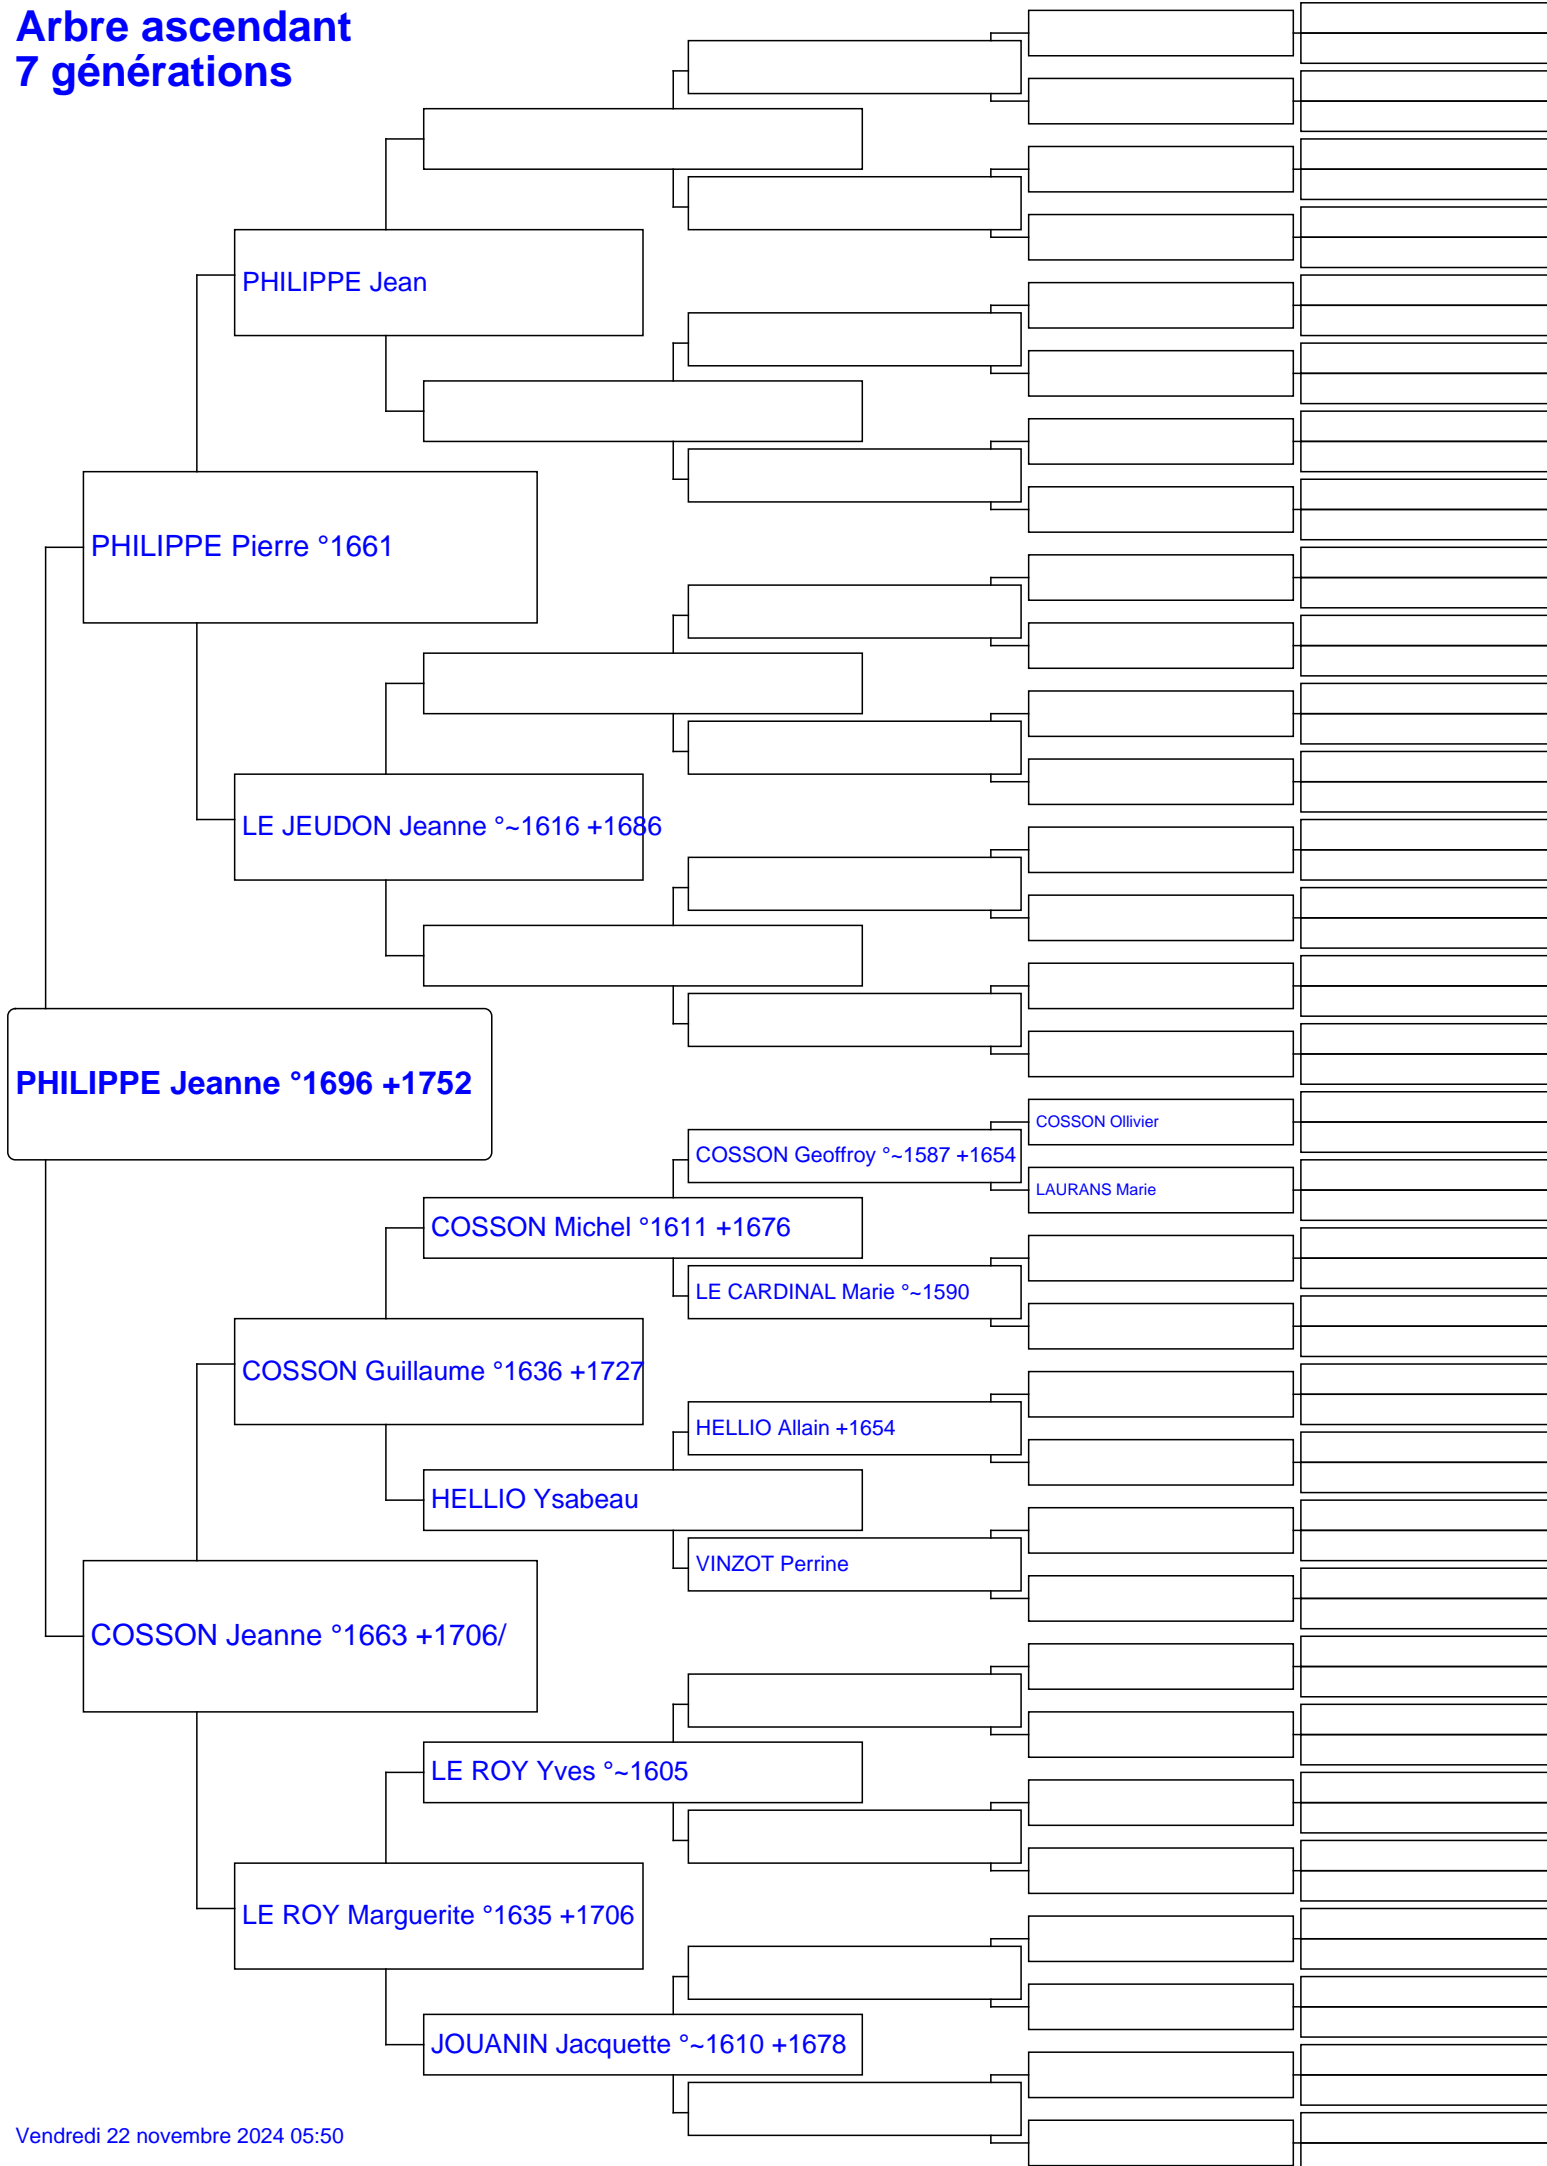 Arbre ascendant
7 générations
PHILIPPE Jean
PHILIPPE Pierre °1661
LE JEUDON Jeanne °~1616 +1686
PHILIPPE Jeanne °1696 +1752
COSSON Ollivier
COSSON Geoffroy °~1587 +1654
LAURANS Marie
COSSON Michel °1611 +1676
LE CARDINAL Marie °~1590
COSSON Guillaume °1636 +1727
HELLIO Allain +1654
HELLIO Ysabeau
VINZOT Perrine
COSSON Jeanne °1663 +1706/
LE ROY Yves °~1605
LE ROY Marguerite °1635 +1706
JOUANIN Jacquette °~1610 +1678
Vendredi 22 novembre 2024 05:50